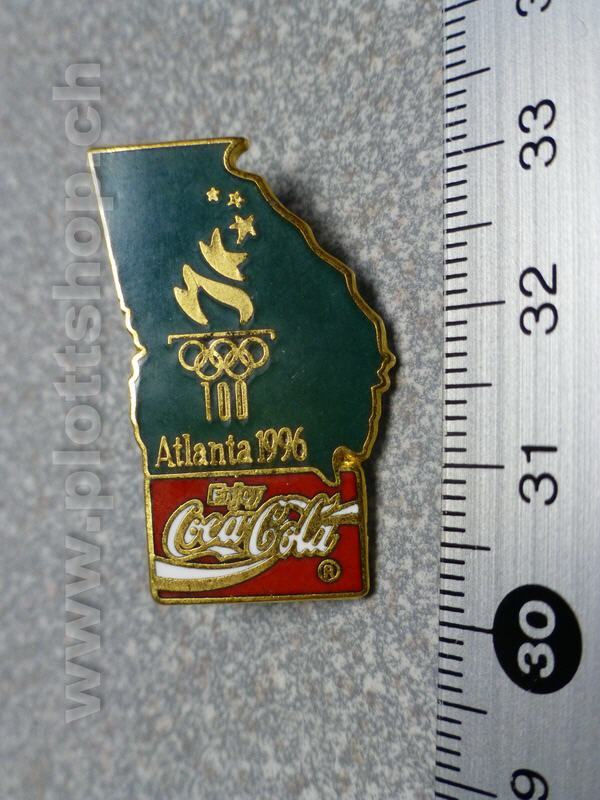 100
Atlanta 1996
Enjoy
Coca-Cola
®
33
32
31
30
www.plottshop.ch